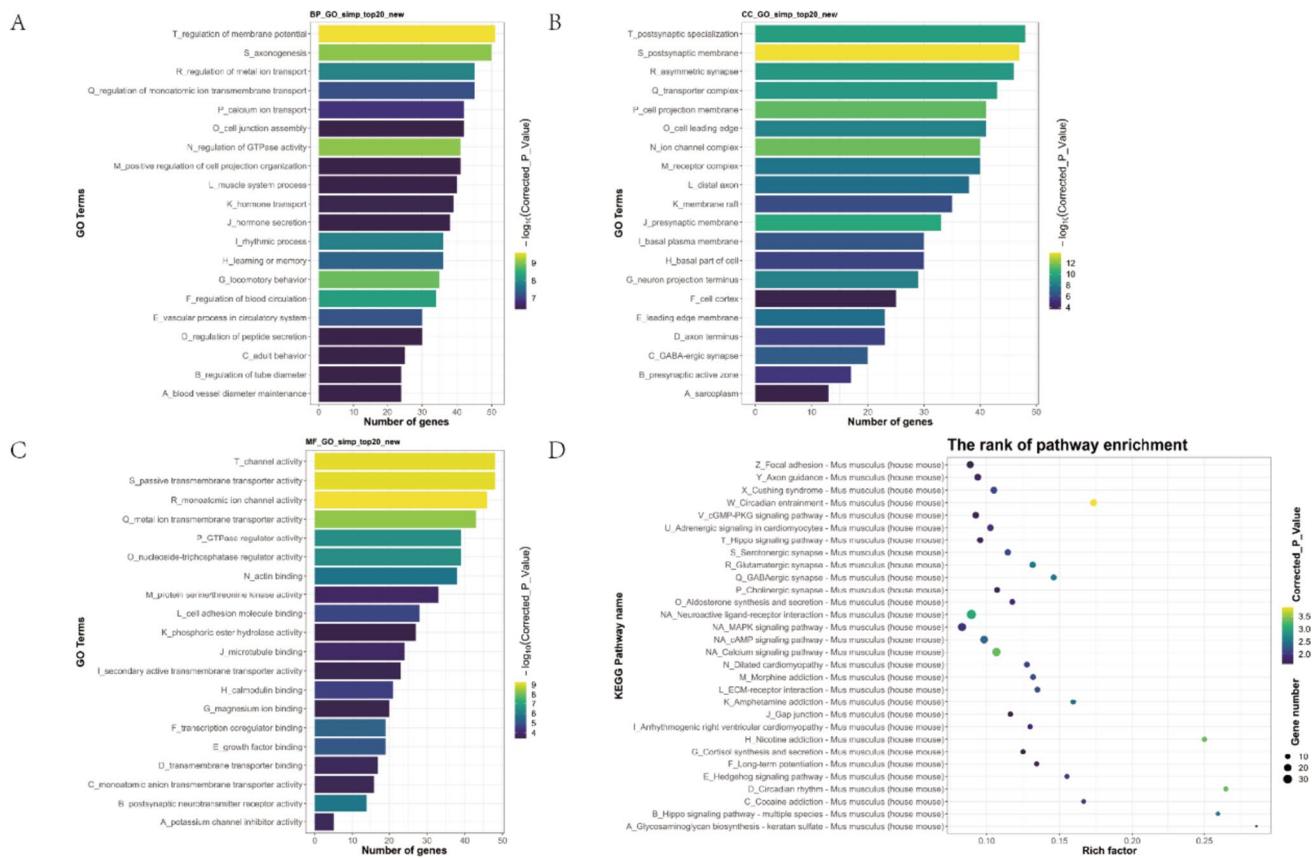 A
BP_GO_simp_top20_new
GO Terms
T_regulation of membrane potential
S_axonogenesis
R_regulation of metal ion transport
Q_regulation of monoatomic ion transmembrane transport
P_calcium ion transport
O_cell junction assembly
N_regulation of GTPase activity
M_positive regulation of cell projection organization
L_muscle system process
K_hormone transport
J_hormone secretion
I_rhythmic process
H_learning or memory
G_locomotory behavior
F_regulation of blood circulation
E_vascular process in circulatory system
D_regulation of peptide secretion
C_adult behavior
B_regulation of tube diameter
A_blood vessel diameter maintenance
0 10 20 30 40 50
Number of genes
− log10(Corrected_P_Value)
9
8
7
B
CC_GO_simp_top20_new
GO Terms
T_postsynaptic specialization
S_postsynaptic membrane
R_asymmetric synapse
Q_transporter complex
P_cell projection membrane
O_cell leading edge
N_ion channel complex
M_receptor complex
L_distal axon
K_membrane raft
J_presynaptic membrane
I_basal plasma membrane
H_basal part of cell
G_neuron projection terminus
F_cell cortex
E_leading edge membrane
D_axon terminus
C_GABA-ergic synapse
B_presynaptic active zone
A_sarcoplasm
0 10 20 30 40 50
Number of genes
− log10(Corrected_P_Value)
12
10
8
6
4
C
MF_GO_simp_top20_new
GO Terms
T_channel activity
S_passive transmembrane transporter activity
R_monoatomic ion channel activity
Q_metal ion transmembrane transporter activity
P_GTPase regulator activity
O_nucleoside-triphosphatase regulator activity
N_actin binding
M_protein serine/threonine kinase activity
L_cell adhesion molecule binding
K_phosphoric ester hydrolase activity
J_microtubule binding
I_secondary active transmembrane transporter activity
H_calmodulin binding
G_magnesium ion binding
F_transcription coregulator binding
E_growth factor binding
D_transmembrane transporter binding
C_monoatomic anion transmembrane transporter activity
B_postsynaptic neurotransmitter receptor activity
A_potassium channel inhibitor activity
0 10 20 30 40 50
Number of genes
− log10(Corrected_P_Value)
9
8
7
6
5
4
D
The rank of pathway enrichment
KEGG Pathway name
Z_Focal adhesion - Mus musculus (house mouse)
Y_Axon guidance - Mus musculus (house mouse)
X_Cushing syndrome - Mus musculus (house mouse)
W_Circadian entrainment - Mus musculus (house mouse)
V_cGMP-PKG signaling pathway - Mus musculus (house mouse)
U_Adrenergic signaling in cardiomyocytes - Mus musculus (house mouse)
T_Hippo signaling pathway - Mus musculus (house mouse)
S_Serotonergic synapse - Mus musculus (house mouse)
R_Glutamatergic synapse - Mus musculus (house mouse)
Q_GABAergic synapse - Mus musculus (house mouse)
P_Cholinergic synapse - Mus musculus (house mouse)
O_Aldosterone synthesis and secretion - Mus musculus (house mouse)
NA_Neuroactive ligand-receptor interaction - Mus musculus (house mouse)
NA_MAPK signaling pathway - Mus musculus (house mouse)
NA_cAMP signaling pathway - Mus musculus (house mouse)
NA_Calcium signaling pathway - Mus musculus (house mouse)
N_Dilated cardiomyopathy - Mus musculus (house mouse)
M_Morphine addiction - Mus musculus (house mouse)
L_ECM-receptor interaction - Mus musculus (house mouse)
K_Amphetamine addiction - Mus musculus (house mouse)
J_Gap junction - Mus musculus (house mouse)
I_Arrhythmogenic right ventricular cardiomyopathy - Mus musculus (house mouse)
H_Nicotine addiction - Mus musculus (house mouse)
G_Cortisol synthesis and secretion - Mus musculus (house mouse)
F_Long-term potentiation - Mus musculus (house mouse)
E_Hedgehog signaling pathway - Mus musculus (house mouse)
D_Circadian rhythm - Mus musculus (house mouse)
C_Cocaine addiction - Mus musculus (house mouse)
B_Hippo signaling pathway - multiple species - Mus musculus (house mouse)
A_Glycosaminoglycan biosynthesis - keratan sulfate - Mus musculus (house mouse)
0.10 0.15 0.20 0.25
Rich factor
Corrected_P_Value
3.5
3.0
2.5
2.0
Gene number
10
20
30